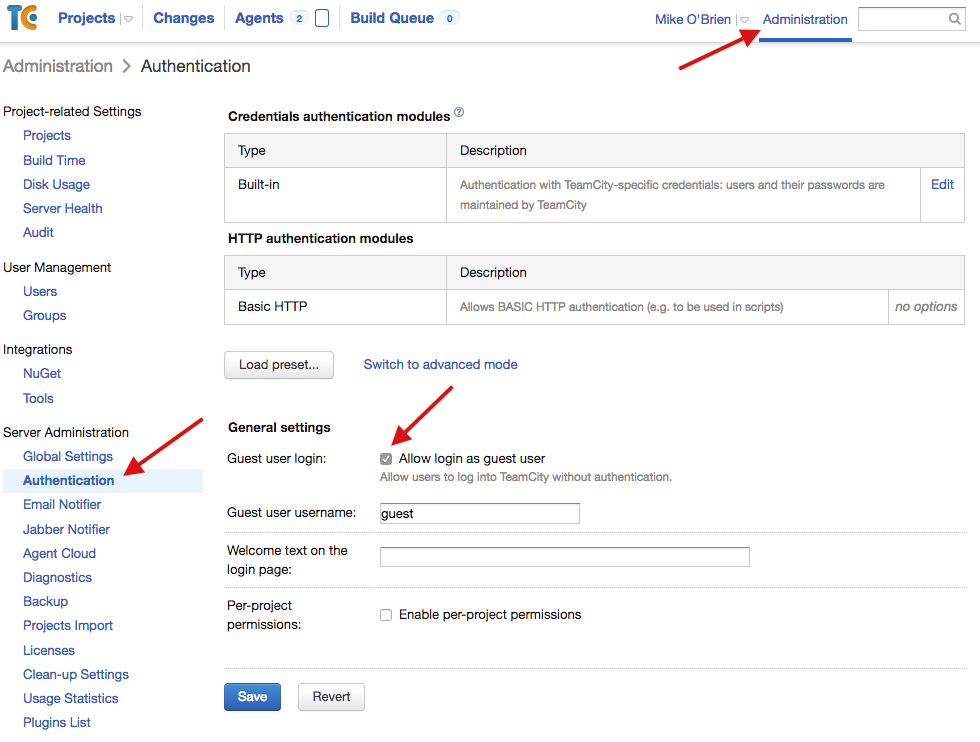 TC Projects Changes Agents 2 Build Queue 0 Mike O'Brien Administration
Administration > Authentication
Project-related Settings
Projects
Build Time
Disk Usage
Server Health
Audit
User Management
Users
Groups
Integrations
NuGet
Tools
Server Administration
Global Settings
Authentication
Email Notifier
Jabber Notifier
Agent Cloud
Diagnostics
Backup
Projects Import
Licenses
Clean-up Settings
Usage Statistics
Plugins List
Credentials authentication modules ?
Type Description
Built-in Authentication with TeamCity-specific credentials: users and their passwords are Edit
maintained by TeamCity
HTTP authentication modules
Type Description
Basic HTTP Allows BASIC HTTP authentication (e.g. to be used in scripts) no options
Load preset... Switch to advanced mode
General settings
Guest user login: Allow login as guest user
Allow users to log into TeamCity without authentication.
Guest user username: guest
Welcome text on the
login page:
Per-project
permissions: Enable per-project permissions
Save Revert